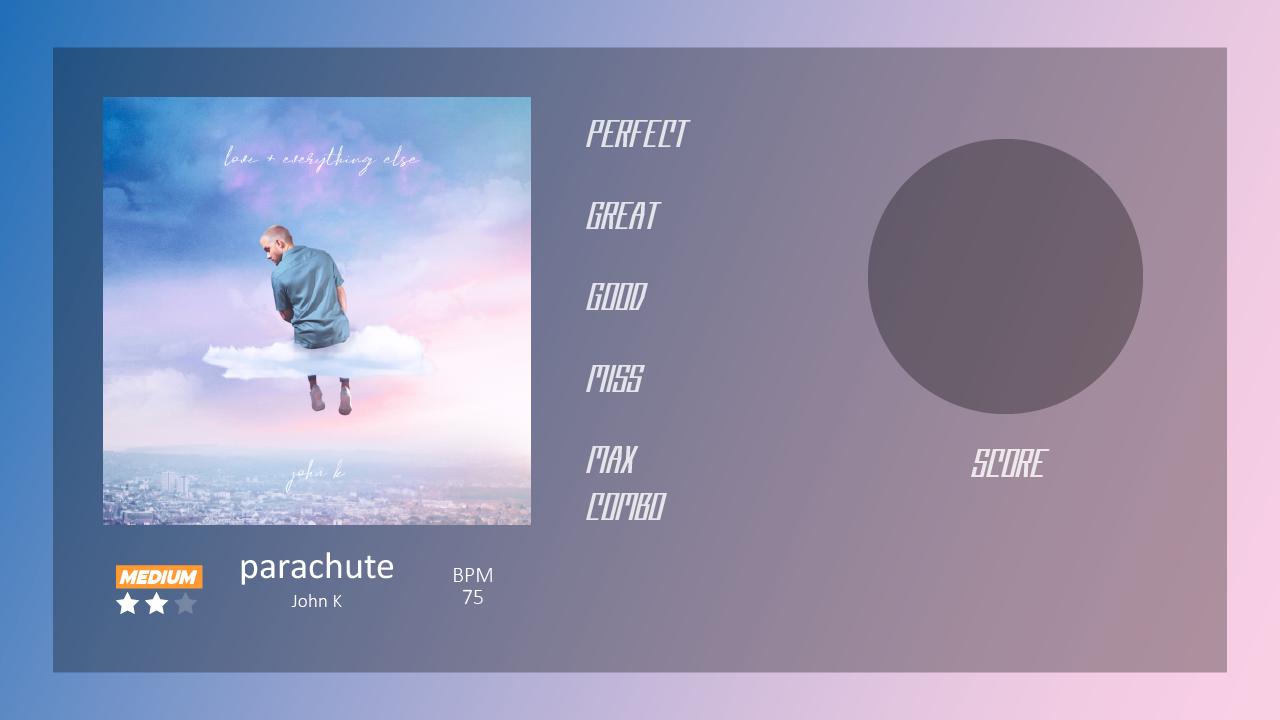 love + everything else
john k
MEDIUM
parachute
John K
BPM
75
PERFECT
GREAT
GOOD
MISS
MAX
COMBO
SCORE